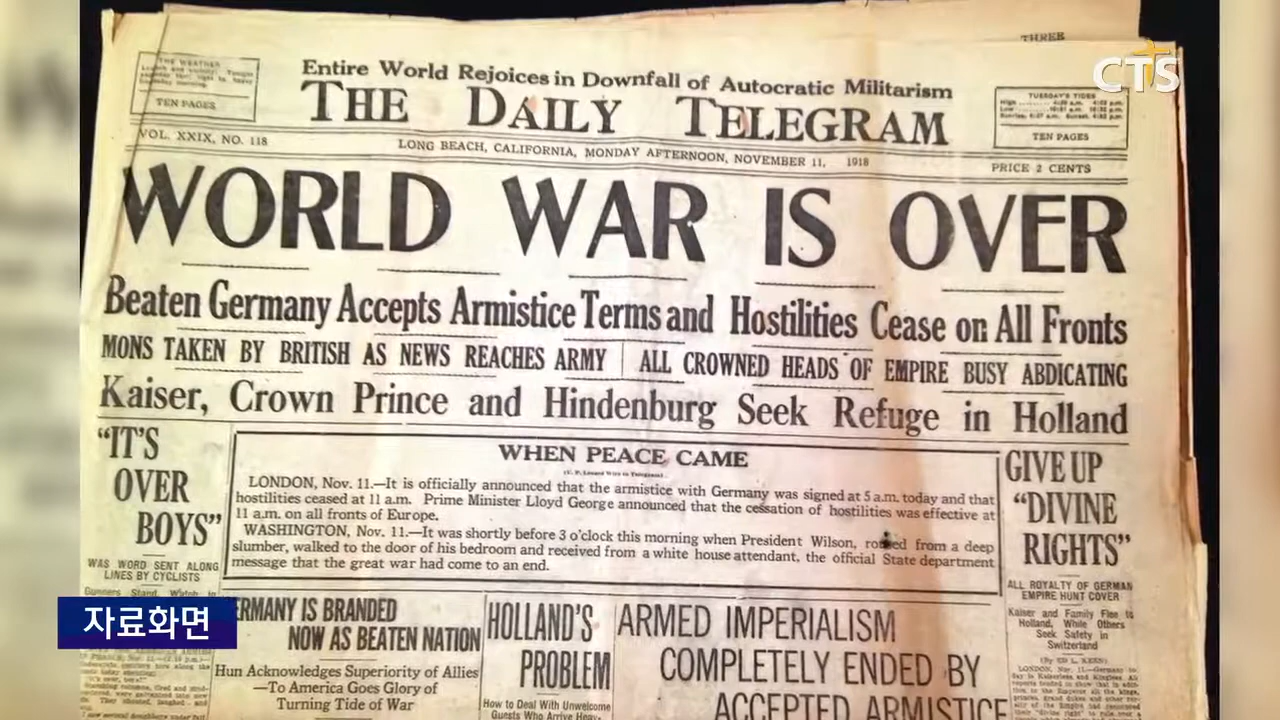 THREE
CTS
THE WEATHER
TEN PAGES
Entire World Rejoices in Downfall of Autocratic Militarism
THE DAILY TELEGRAM
TUESDAY'S TIDES
TEN PAGES
VOL. XXIX, NO. 118
LONG BEACH, CALIFORNIA, MONDAY AFTERNOON, NOVEMBER 11, 1918
PRICE 2 CENTS
WORLD WAR IS OVER
Beaten Germany Accepts Armistice Terms and Hostilities Cease on All Fronts
MONS TAKEN BY BRITISH AS NEWS REACHES ARMY
ALL CROWNED HEADS OF EMPIRE BUSY ABDICATING
Kaiser, Crown Prince and Hindenburg Seek Refuge in Holland
"IT'S
OVER
BOYS"
WAS WORD SENT ALONG
LINES BY CYCLISTS
WHEN PEACE CAME
LONDON, Nov. 11.—It is officially announced that the armistice with Germany was signed at 5 a.m. today and that
hostilities ceased at 11 a.m. Prime Minister Lloyd George announced that the cessation of hostilities was effective at
11 a.m. on all fronts of Europe.
WASHINGTON, Nov. 11.—It was shortly before 3 o'clock this morning when President Wilson, from a deep
slumber, walked to the door of his bedroom and received from a white house attendant, the official State department
message that the great war had come to an end.
GIVE UP
"DIVINE
RIGHTS"
ALL ROYALTY OF GERMAN
EMPIRE HUNT COVER
Kaiser and Family Flee to
Holland, While Others
Seek Safety in
Switzerland
(By ED L. KEEN)
자료화면
ERMANY IS BRANDED
NOW AS BEATEN NATION
Hun Acknowledges Superiority of Allies
—To America Goes Glory of
Turning Tide of War
HOLLAND'S
PROBLEM
How to Deal With Unwelcome
Guests Who Arrive
ARMED IMPERIALISM
COMPLETELY ENDED BY
ACCEPTED ARMISTICE